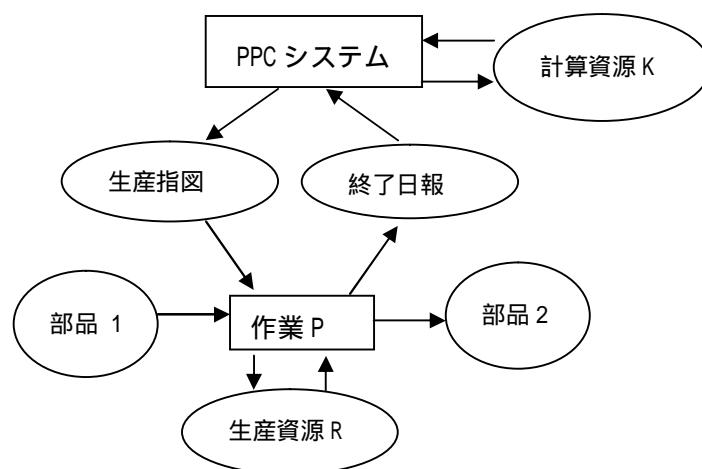 PPC システム
計算資源 K
生産指図
終了日報
部品 1
作業 P
部品 2
生産資源 R